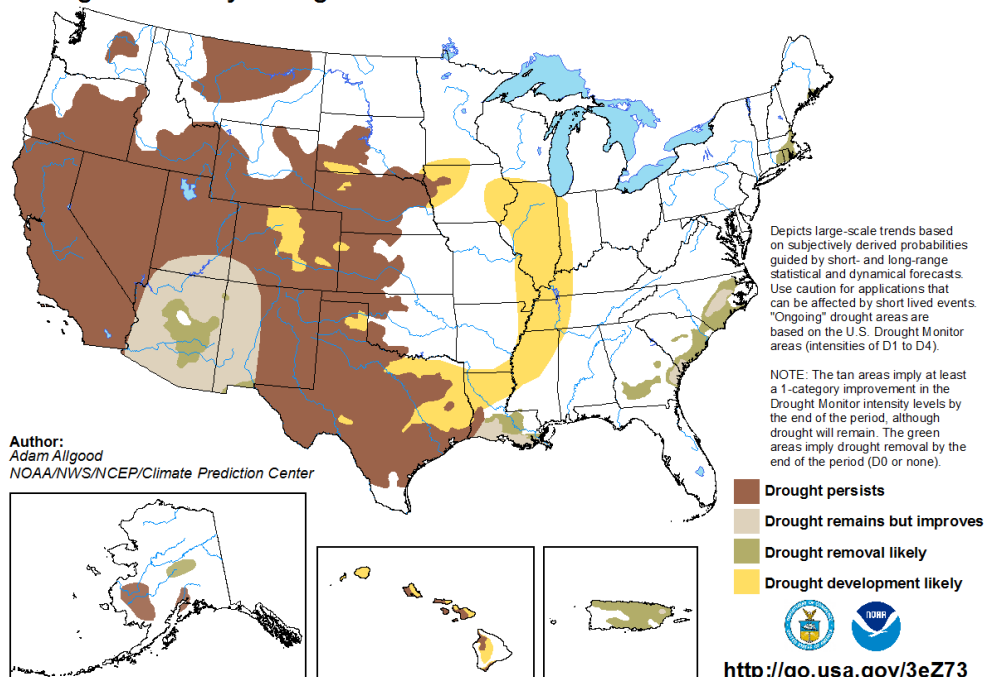 Depicts large-scale trends based
on subjectively derived probabilities
guided by short- and long-range
statistical and dynamical forecasts.
Use caution for applications that
can be affected by short lived events.
"Ongoing" drought areas are
based on the U.S. Drought Monitor
areas (intensities of D1 to D4).
NOTE: The tan areas imply at least
a 1-category improvement in the
Drought Monitor intensity levels by
the end of the period, although
drought will remain. The green
areas imply drought removal by the
end of the period (D0 or none).
Author:
Adam Allgood
NOAA/NWS/NCEP/Climate Prediction Center
Drought persists
Drought remains but improves
Drought removal likely
Drought development likely
NOAA
http://go.usa.gov/3eZ73